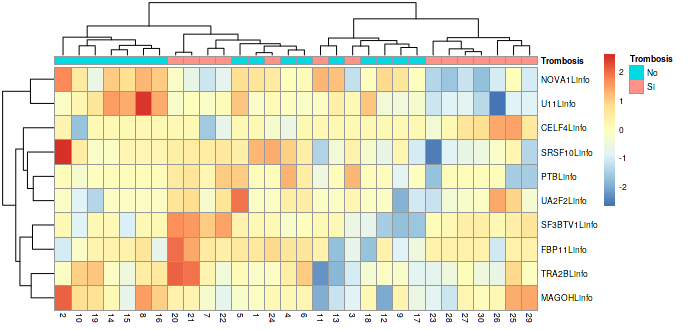 Trombosis
NOVA1Linfo
U11Linfo
CELF4Linfo
SRSF10Linfo
PTBLinfo
UA2F2Linfo
SF3BTV1Linfo
FBP11Linfo
TRA2BLinfo
MAGOHLinfo
2 10 19 14 15 8 16 20 21 7 22 5 1 24 4 6 11 13 3 18 12 9 17 23 28 27 30 26 25 29
2
1
0
-1
-2
Trombosis
No
SI